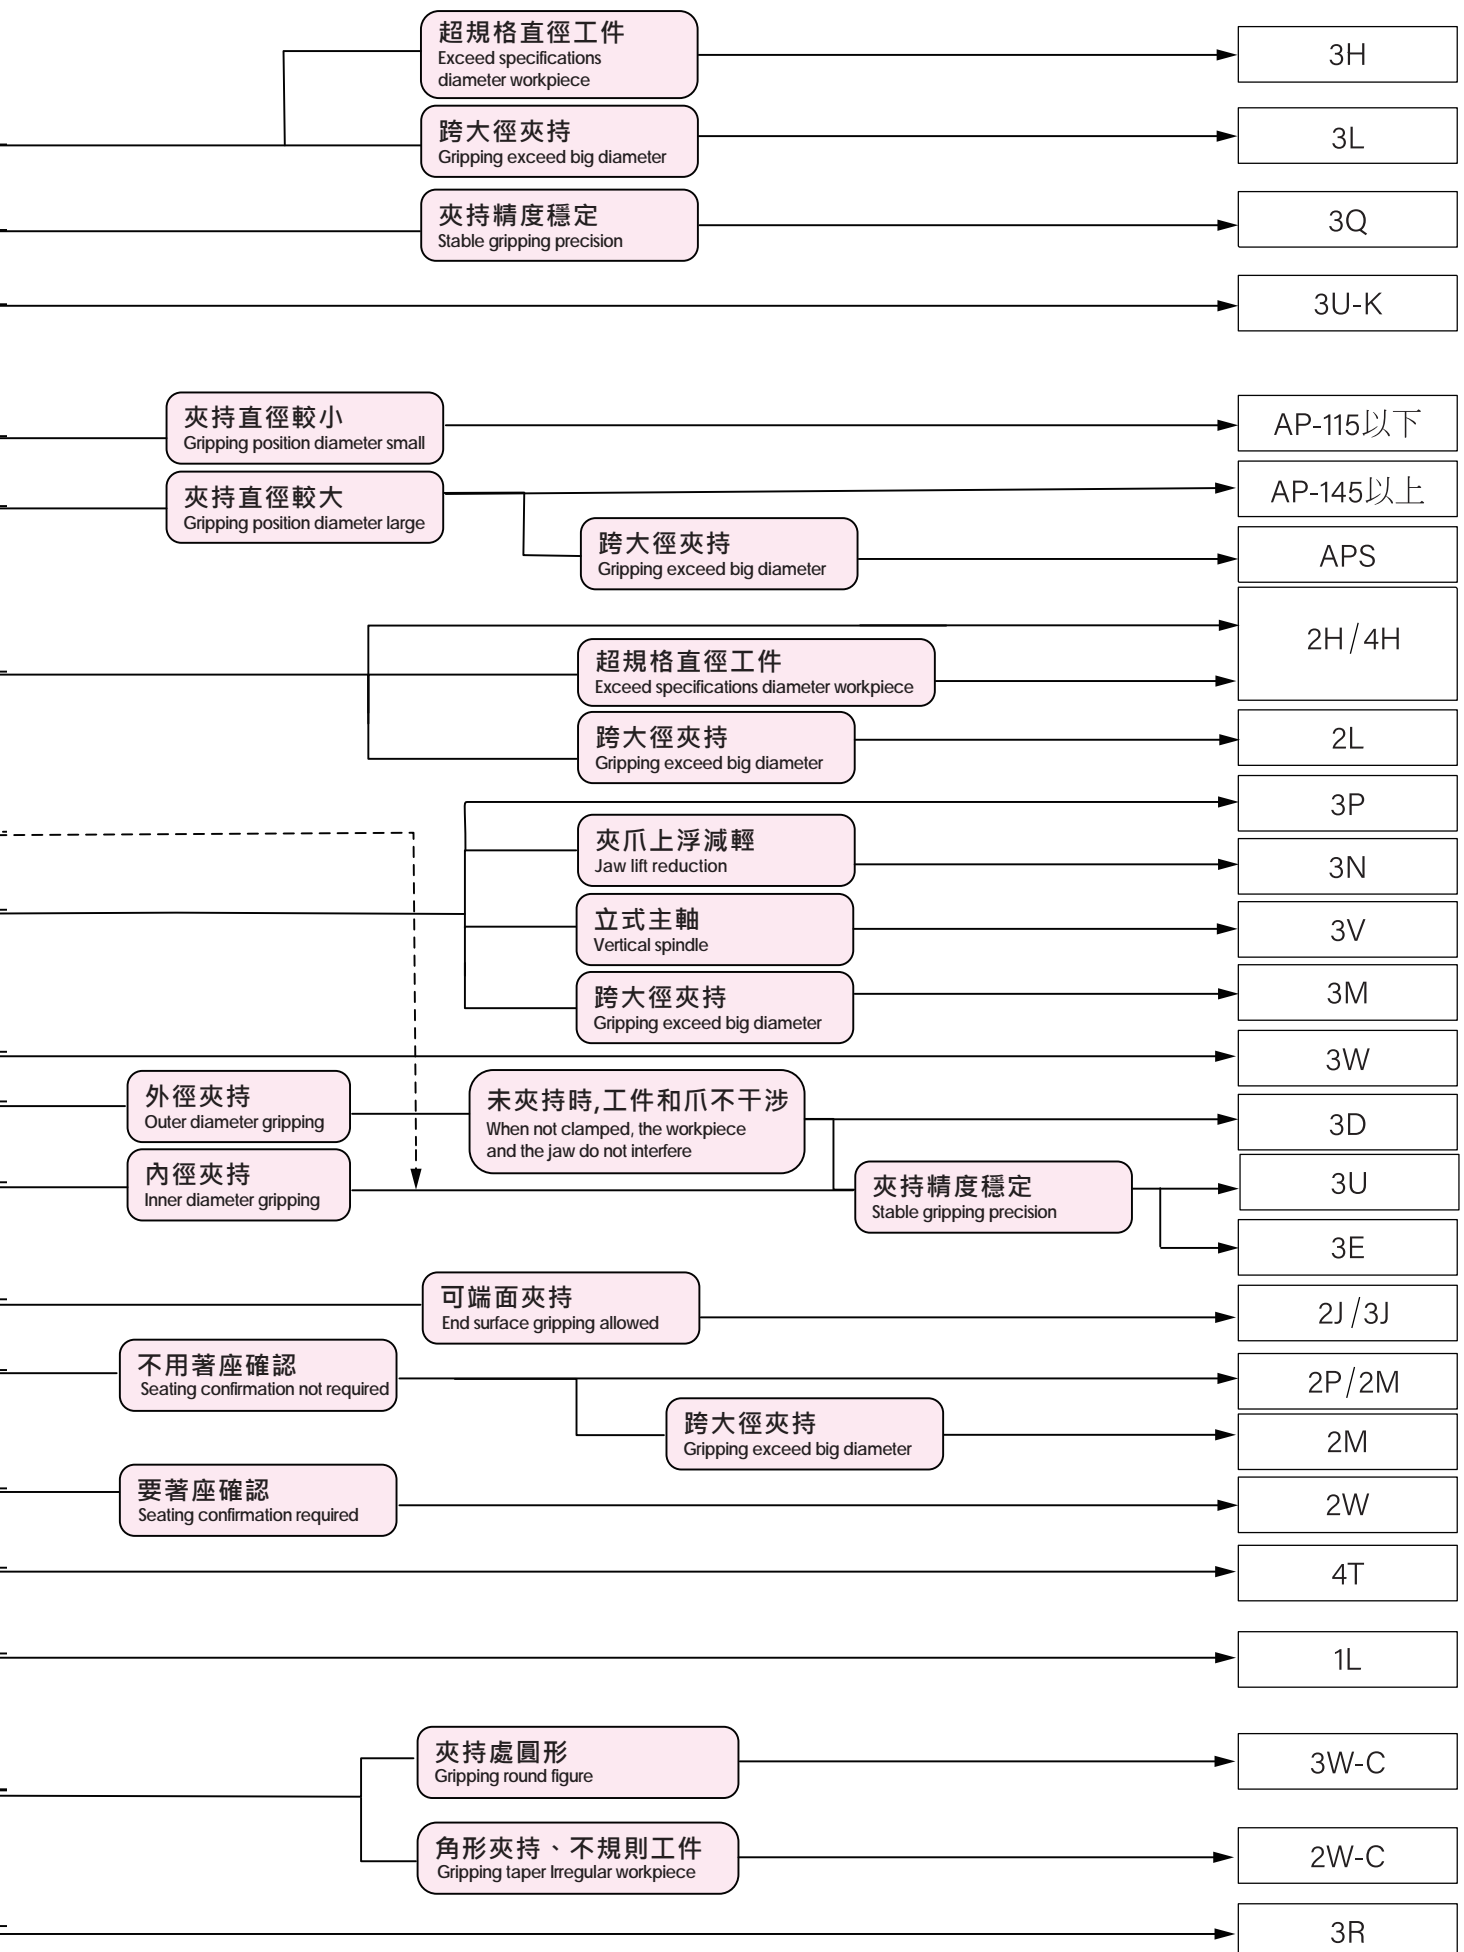 超規格直徑工件
Exceed specifications
diameter workpiece
3H
跨大徑夾持
Gripping exceed big diameter
3L
夾持精度穩定
Stable gripping precision
3Q
3U-K
夾持直徑較小
Gripping position diameter small
AP-115以下
夾持直徑較大
Gripping position diameter large
AP-145以上
跨大徑夾持
Gripping exceed big diameter
APS
2H/4H
超規格直徑工件
Exceed specifications diameter workpiece
跨大徑夾持
Gripping exceed big diameter
2L
3P
夾爪上浮減輕
Jaw lift reduction
3N
立式主軸
Vertical spindle
3V
跨大徑夾持
Gripping exceed big diameter
3M
3W
外徑夾持
Outer diameter gripping
未夾持時,工件和爪不干涉
When not clamped, the workpiece
and the jaw do not interfere
3D
內徑夾持
Inner diameter gripping
夾持精度穩定
Stable gripping precision
3U
3E
可端面夾持
End surface gripping allowed
2J/3J
不用著座確認
Seating confirmation not required
2P/2M
跨大徑夾持
Gripping exceed big diameter
2M
要著座確認
Seating confirmation required
2W
4T
1L
夾持處圓形
Gripping round figure
3W-C
角形夾持、不規則工件
Gripping taper Irregular workpiece
2W-C
3R